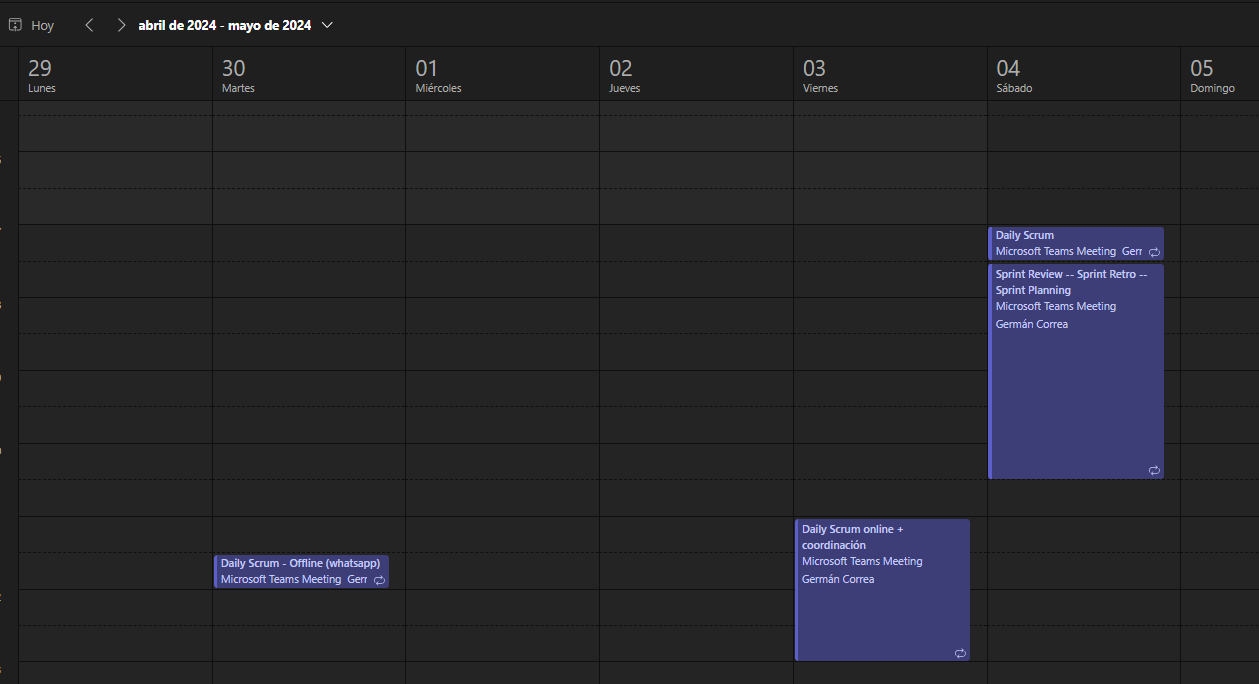 Hoy
abril de 2024 - mayo de 2024
29
Lunes
30
Martes
01
Miércoles
02
Jueves
03
Viernes
04
Sábado
05
Domingo
Daily Scrum
Microsoft Teams Meeting Gerr
Sprint Review -- Sprint Retro --
Sprint Planning
Microsoft Teams Meeting
Germán Correa
Daily Scrum online +
coordinación
Microsoft Teams Meeting
Germán Correa
Daily Scrum - Offline (whatsapp)
Microsoft Teams Meeting Gerr